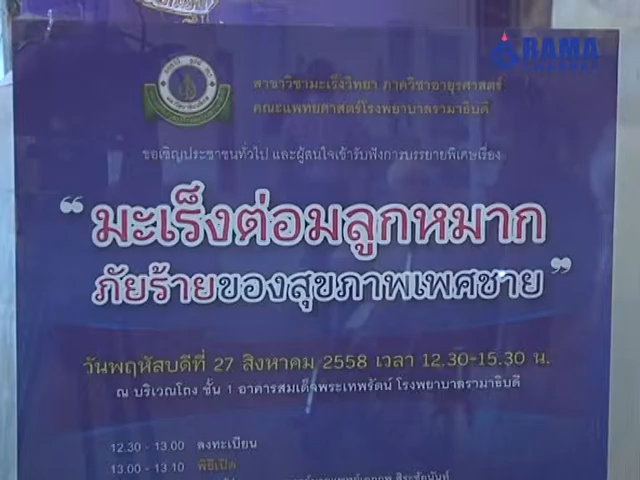 RAMA
CHANNEL
สาขาวิชามะเร็งวิทยา ภาควิชาอายุรศาสตร์
คณะแพทยศาสตร์โรงพยาบาลรามาธิบดี
ขอเชิญประชาชนทั่วไป และผู้สนใจเข้ารับฟังการบรรยายพิเศษเรื่อง
“มะเร็งต่อมลูกหมาก
ภัยร้ายของสุขภาพเพศชาย”
วันพฤหัสบดีที่ 27 สิงหาคม 2558 เวลา 12.30-15.30 น.
ณ บริเวณโถง ชั้น 1 อาคารสมเด็จพระเทพรัตน์ โรงพยาบาลรามาธิบดี
12.30 - 13.00 ลงทะเบียน
13.00 - 13.10 พิธีเปิด